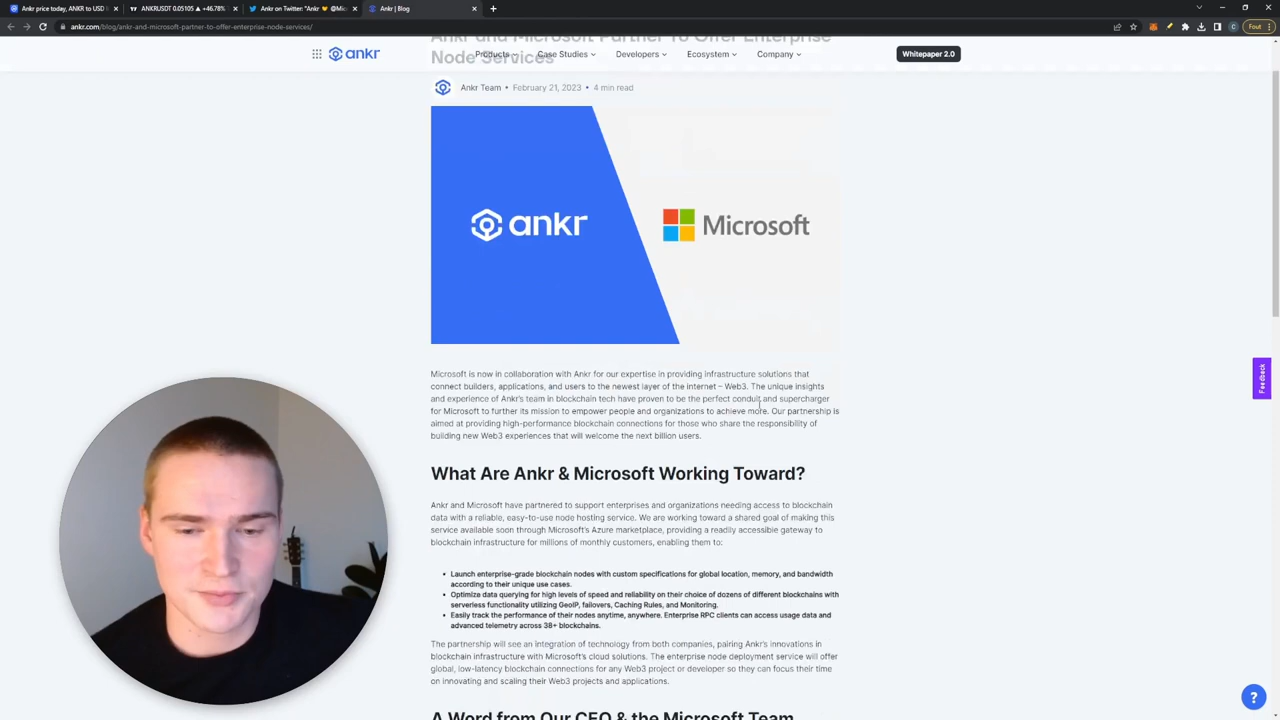 Ankr price today, ANKR to USD
ANKRUSDT 0.05105 ▲ +46.78%
Ankr on Twitter: "Ankr 🤝 @Mic
Ankr | Blog
ankr.com/blog/ankr-and-microsoft-partner-to-offer-enterprise-node-services/
Fout
Ankr and Microsoft Partner To Offer Enterprise
Node Services
ankr
Products
Case Studies
Developers
Ecosystem
Company
Whitepaper 2.0
Ankr Team • February 21, 2023 • 4 min read
ankr
Microsoft
Feedback
Microsoft is now in collaboration with Ankr for our expertise in providing infrastructure solutions that
connect builders, applications, and users to the newest layer of the internet – Web3. The unique insights
and experience of Ankr's team in blockchain tech have proven to be the perfect conduit and supercharger
for Microsoft to further its mission to empower people and organizations to achieve more. Our partnership is
aimed at providing high-performance blockchain connections for those who share the responsibility of
building new Web3 experiences that will welcome the next billion users.
What Are Ankr & Microsoft Working Toward?
Ankr and Microsoft have partnered to support enterprises and organizations needing access to blockchain
data with a reliable, easy-to-use node hosting service. We are working toward a shared goal of making this
service available soon through Microsoft's Azure marketplace, providing a readily accessible gateway to
blockchain infrastructure for millions of monthly customers, enabling them to:
• Launch enterprise-grade blockchain nodes with custom specifications for global location, memory, and bandwidth
according to their unique use cases.
• Optimize data querying for high levels of speed and reliability on their choice of dozens of different blockchains with
serverless functionality utilizing GeoIP, failovers, Caching Rules, and Monitoring.
• Easily track the performance of their nodes anytime, anywhere. Enterprise RPC clients can access usage data and
advanced telemetry across 38+ blockchains.
The partnership will see an integration of technology from both companies, pairing Ankr's innovations in
blockchain infrastructure with Microsoft's cloud solutions. The enterprise node deployment service will offer
global, low-latency blockchain connections for any Web3 project or developer so they can focus their time
on innovating and scaling their Web3 projects and applications.
A Word from Our CEO & the Microsoft Team
?